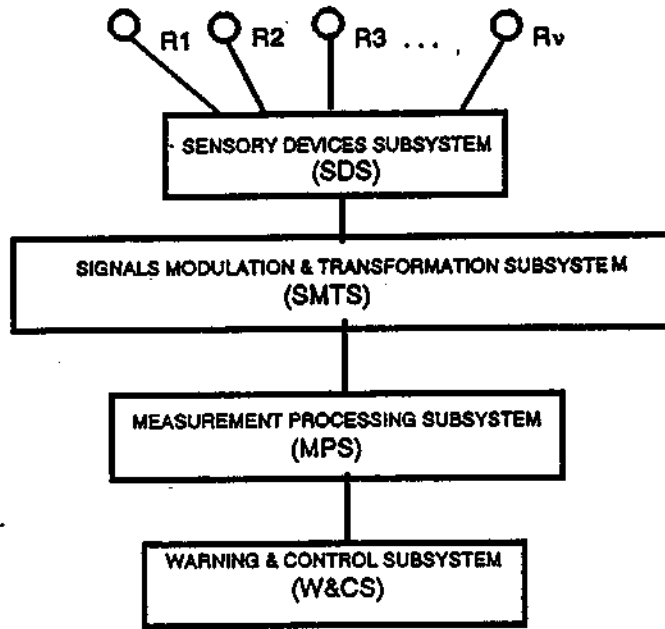 R1 R2 R3 ... , Rv
SENSORY DEVICES SUBSYSTEM
(SDS)
SIGNALS MODULATION & TRANSFORMATION SUBSYSTEM
(SMTS)
MEASUREMENT PROCESSING SUBSYSTEM
(MPS)
WARNING & CONTROL SUBSYSTEM
(W&CS)